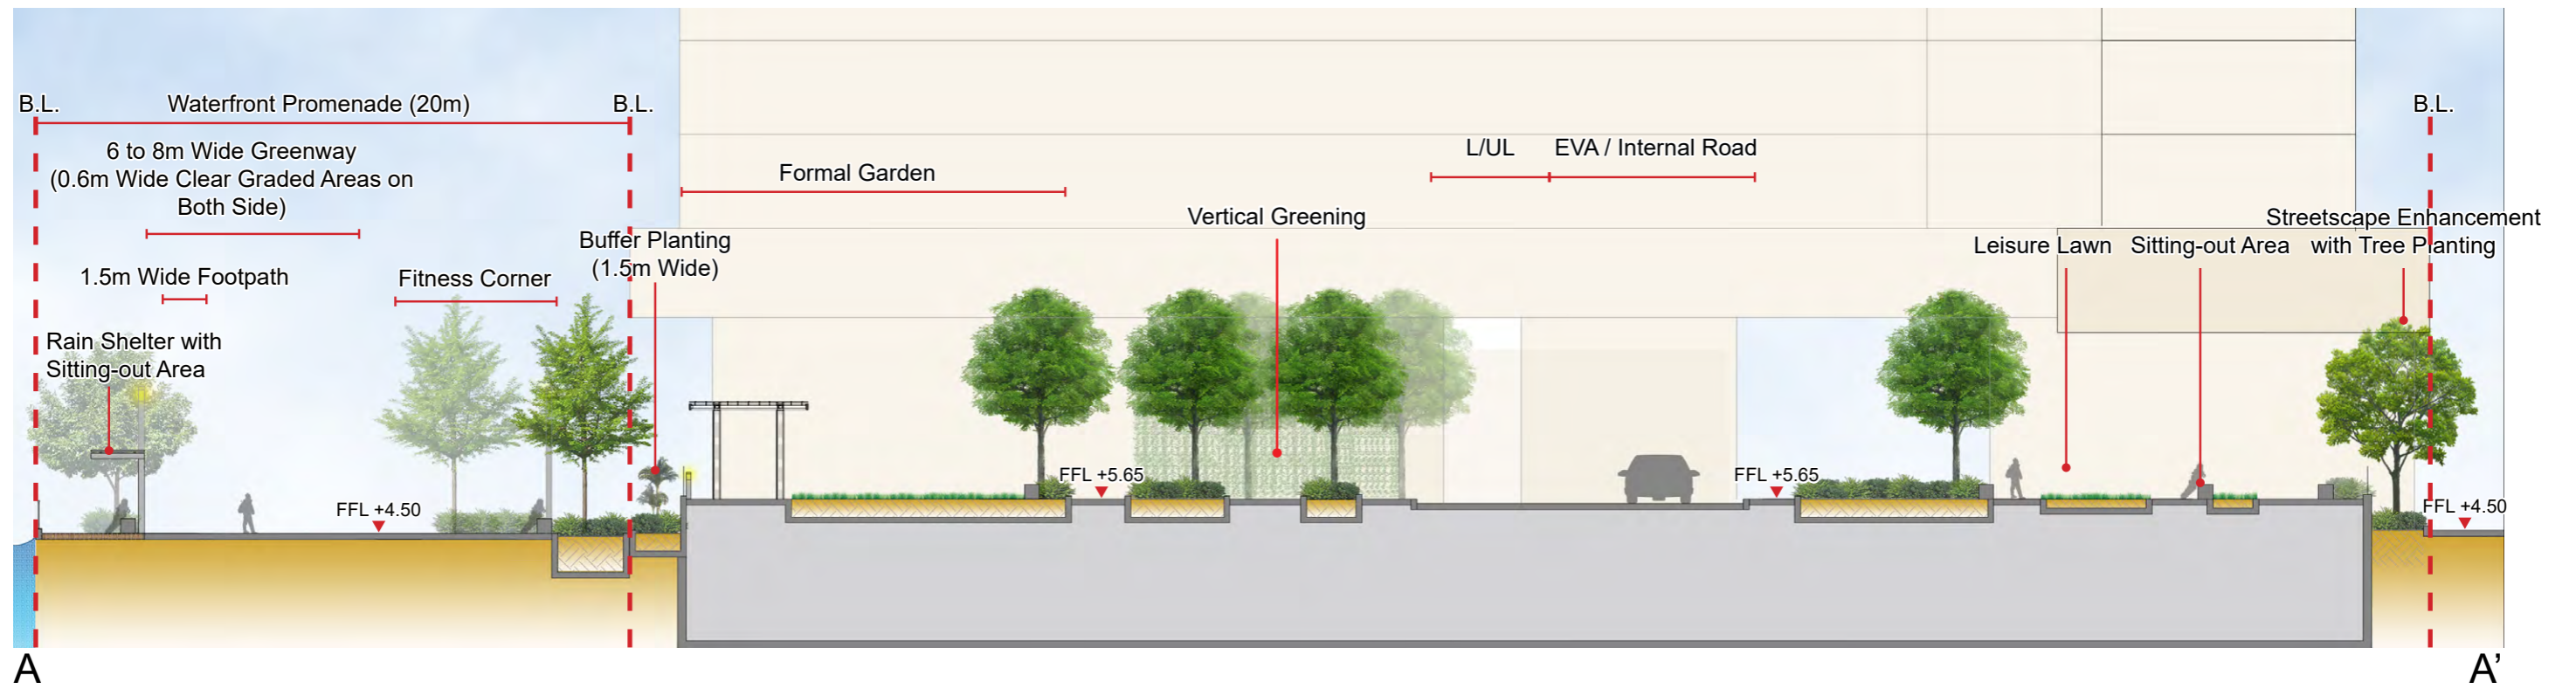 B.L.
Waterfront Promenade (20m)
B.L.
B.L.
6 to 8m Wide Greenway
(0.6m Wide Clear Graded Areas on
Both Side)
L/UL
EVA / Internal Road
Formal Garden
Vertical Greening
Streetscape Enhancement
with Tree Planting
Buffer Planting
(1.5m Wide)
Leisure Lawn
Sitting-out Area
1.5m Wide Footpath
Fitness Corner
Rain Shelter with
Sitting-out Area
FFL +5.65
FFL +5.65
FFL +4.50
FFL +4.50
A
A’